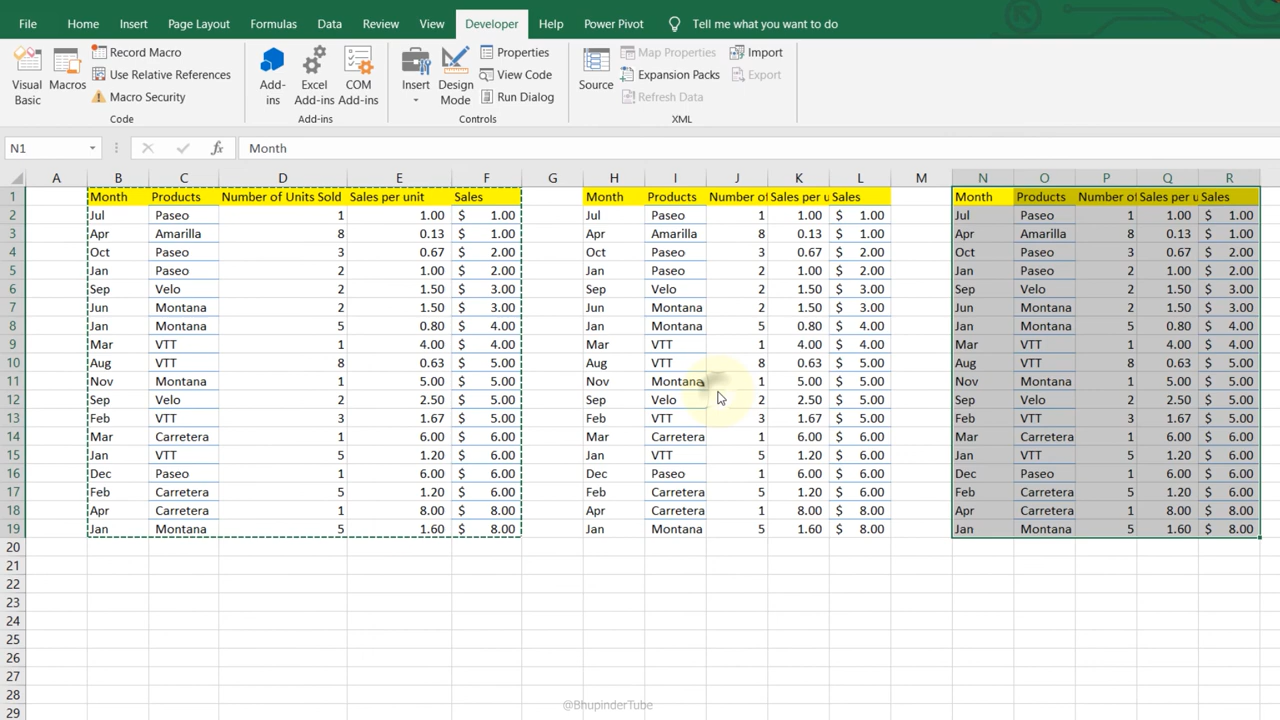 File Home Insert Page Layout Formulas Data Review View Developer Help Power Pivot Tell me what you want to do
Visual Basic
Macros
Record Macro
Use Relative References
Macro Security
Code
Add-ins
Excel Add-ins
COM Add-ins
Add-ins
Insert
Design Mode
Properties
View Code
Run Dialog
Controls
Source
Map Properties
Expansion Packs
Refresh Data
Import
Export
XML
N1 fx Month
A B C D E F G H I J K L M N O P Q R
1 Month Products Number of Units Sold Sales per unit Sales Month Products Number of Sales per u Sales Month Products Number of Sales per u Sales
2 Jul Paseo 1 1.00 $ 1.00 Jul Paseo 1 1.00 $ 1.00 Jul Paseo 1 1.00 $ 1.00
3 Apr Amarilla 8 0.13 $ 1.00 Apr Amarilla 8 0.13 $ 1.00 Apr Amarilla 8 0.13 $ 1.00
4 Oct Paseo 3 0.67 $ 2.00 Oct Paseo 3 0.67 $ 2.00 Oct Paseo 3 0.67 $ 2.00
5 Jan Paseo 2 1.00 $ 2.00 Jan Paseo 2 1.00 $ 2.00 Jan Paseo 2 1.00 $ 2.00
6 Sep Velo 2 1.50 $ 3.00 Sep Velo 2 1.50 $ 3.00 Sep Velo 2 1.50 $ 3.00
7 Jun Montana 2 1.50 $ 3.00 Jun Montana 2 1.50 $ 3.00 Jun Montana 2 1.50 $ 3.00
8 Jan Montana 5 0.80 $ 4.00 Jan Montana 5 0.80 $ 4.00 Jan Montana 5 0.80 $ 4.00
9 Mar VTT 1 4.00 $ 4.00 Mar VTT 1 4.00 $ 4.00 Mar VTT 1 4.00 $ 4.00
10 Aug VTT 8 0.63 $ 5.00 Aug VTT 8 0.63 $ 5.00 Aug VTT 8 0.63 $ 5.00
11 Nov Montana 1 5.00 $ 5.00 Nov Montana 1 5.00 $ 5.00 Nov Montana 1 5.00 $ 5.00
12 Sep Velo 2 2.50 $ 5.00 Sep Velo 2 2.50 $ 5.00 Sep Velo 2 2.50 $ 5.00
13 Feb VTT 3 1.67 $ 5.00 Feb VTT 3 1.67 $ 5.00 Feb VTT 3 1.67 $ 5.00
14 Mar Carretera 1 6.00 $ 6.00 Mar Carretera 1 6.00 $ 6.00 Mar Carretera 1 6.00 $ 6.00
15 Jan VTT 5 1.20 $ 6.00 Jan VTT 5 1.20 $ 6.00 Jan VTT 5 1.20 $ 6.00
16 Dec Paseo 1 6.00 $ 6.00 Dec Paseo 1 6.00 $ 6.00 Dec Paseo 1 6.00 $ 6.00
17 Feb Carretera 5 1.20 $ 6.00 Feb Carretera 5 1.20 $ 6.00 Feb Carretera 5 1.20 $ 6.00
18 Apr Carretera 1 8.00 $ 8.00 Apr Carretera 1 8.00 $ 8.00 Apr Carretera 1 8.00 $ 8.00
19 Jan Montana 5 1.60 $ 8.00 Jan Montana 5 1.60 $ 8.00 Jan Montana 5 1.60 $ 8.00
20
21
22
23
24
25
26
27
28
29
@BhupinderTube